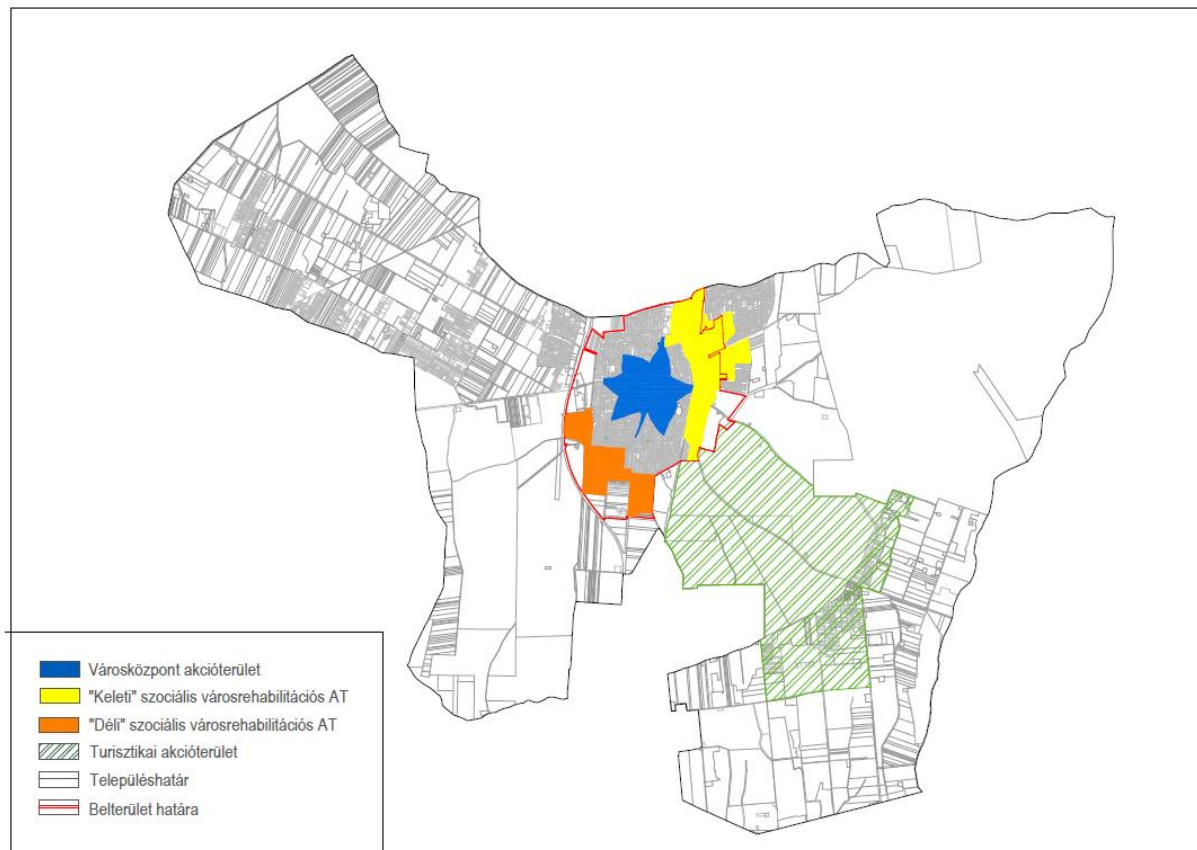 Városközpont akcióterület
"Keleti" szociális városrehabilitációs AT
"Déli" szociális városrehabilitációs AT
Turisztikai akcióterület
Településhatár
Belterület határa